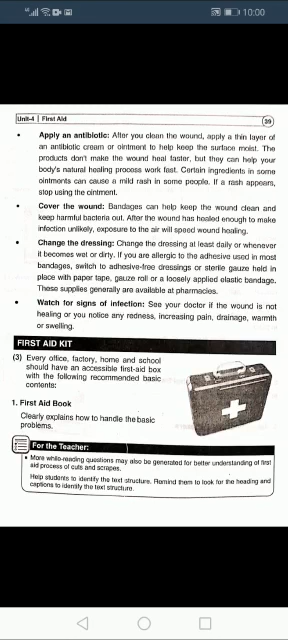 10:00
Unit-4 | First Aid
39
• Apply an antibiotic: After you clean the wound, apply a thin layer of
an antibiotic cream or ointment to help keep the surface moist. The
products don't make the wound heal faster, but they can help your
body's natural healing process work fast. Certain ingredients in some
ointments can cause a mild rash in some people. If a rash appears,
stop using the ointment.
• Cover the wound: Bandages can help keep the wound clean and
keep harmful bacteria out. After the wound has healed enough to make
infection unlikely, exposure to the air will speed wound healing.
• Change the dressing: Change the dressing at least daily or whenever
it becomes wet or dirty. If you are allergic to the adhesive used in most
bandages, switch to adhesive-free dressings or sterile gauze held in
place with paper tape, gauze roll or a loosely applied elastic bandage.
These supplies generally are available at pharmacies.
• Watch for signs of infection: See your doctor if the wound is not
healing or you notice any redness, increasing pain, drainage, warmth
or swelling.
FIRST AID KIT
(3) Every office, factory, home and school
should have an accessible first-aid box
with the following recommended basic
contents:
1. First Aid Book
Clearly explains how to handle the basic
problems.
For the Teacher:
• More while-reading questions may also be generated for better understanding of first
aid process of cuts and scrapes.
Help students to identify the text structure. Remind them to look for the heading and
captions to identify the text structure.